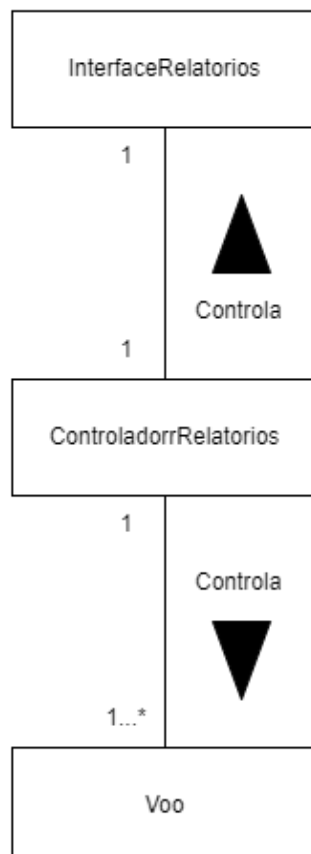 InterfaceRelatorios
1
Controla
1
ControladorrRelatorios
1
Controla
1...*
Voo